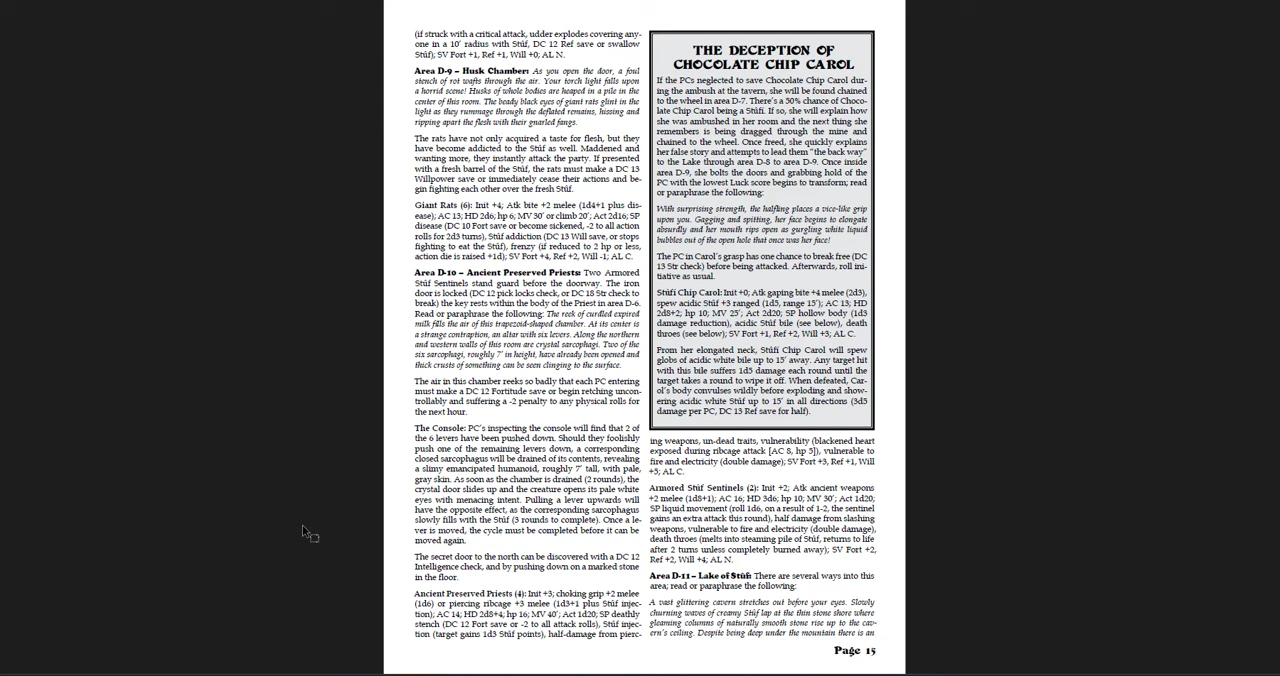 (if struck with a critical attack, udder explodes covering any-
one in a 10' radius with Stúf, DC 12 Ref save or swallow
Stúf); SV Fort +1, Ref +1, Will +0; AL N.
Area D-9 – Husk Chamber: As you open the door, a foul
stench of rot wafts through the air. Your torch light falls upon
a horrid scene! Husks of whole bodies are heaped in a pile in the
center of this room. The beady black eyes of giant rats glint in the
light as they rummage through the deflated remains, hissing and
ripping apart the flesh with their gnarled fangs.
The rats have not only acquired a taste for flesh, but they
have become addicted to the Stúf as well. Maddened and
wanting more, they instantly attack the party. If presented
with a fresh barrel of the Stúf, the rats must make a DC 13
Willpower save or immediately cease their actions and be-
gin fighting each other over the fresh Stúf.
Giant Rats (6): Init +4; Atk bite +2 melee (1d4+1 plus dis-
ease); AC 13; HD 2d6; hp 6; MV 30' or climb 20'; Act 2d16; SP
disease (DC 10 Fort save or become sickened, -2 to all action
rolls for 2d3 turns), Stúf addiction (DC 13 Will save, or stops
fighting to eat the Stúf), frenzy (if reduced to 2 hp or less,
action die is raised +1d); SV Fort +4, Ref +2, Will -1; AL C.
Area D-10 – Ancient Preserved Priests: Two Armored
Stúf Sentinels stand guard before the doorway. The iron
door is locked (DC 12 pick locks check, or DC 18 Str check to
break) the key rests within the body of the Priest in area D-6.
Read or paraphrase the following: The reek of curdled expired
milk fills the air of this trapezoid-shaped chamber. At its center is
a strange contraption, an altar with six levers. Along the northern
and western walls of this room are crystal sarcophagi. Two of the
six sarcophagi, roughly 7' in height, have already been opened and
thick crusts of something can be seen clinging to the surface.
The air in this chamber reeks so badly that each PC entering
must make a DC 12 Fortitude save or begin retching uncon-
trollably and suffering a -2 penalty to any physical rolls for
the next hour.
The Console: PC's inspecting the console will find that 2 of
the 6 levers have been pushed down. Should they foolishly
push one of the remaining levers down, a corresponding
closed sarcophagus will be drained of its contents, revealing
a slimy emancipated humanoid, roughly 7' tall, with pale,
gray skin. As soon as the chamber is drained (2 rounds), the
crystal door slides up and the creature opens its pale white
eyes with menacing intent. Pulling a lever upwards will
have the opposite effect, as the corresponding sarcophagus
slowly fills with the Stúf (3 rounds to complete). Once a le-
ver is moved, the cycle must be completed before it can be
moved again.
The secret door to the north can be discovered with a DC 12
Intelligence check, and by pushing down on a marked stone
in the floor.
Ancient Preserved Priests (4): Init +3; choking grip +2 melee
(1d6) or piercing ribcage +3 melee (1d3+1 plus Stúf injec-
tion); AC 14; HD 2d8+4; hp 16; MV 40'; Act 1d20; SP deathly
stench (DC 12 Fort save or -2 to all attack rolls), Stúf injec-
tion (target gains 1d3 Stúf points), half-damage from pierc-
THE DECEPTION OF
CHOCOLATE CHIP CAROL
If the PCs neglected to save Chocolate Chip Carol dur-
ing the ambush at the tavern, she will be found chained
to the wheel in area D-7. There's a 50% chance of Choco-
late Chip Carol being a Stúfi. If so, she will explain how
she was ambushed in her room and the next thing she
remembers is being dragged through the mine and
chained to the wheel. Once freed, she quickly explains
her false story and attempts to lead them "the back way"
to the Lake through area D-8 to area D-9. Once inside
area D-9, she bolts the doors and grabbing hold of the
PC with the lowest Luck score begins to transform; read
or paraphrase the following:
With surprising strength, the halfling places a vice-like grip
upon you. Gagging and spitting, her face begins to elongate
absurdly and her mouth rips open as gurgling white liquid
bubbles out of the open hole that once was her face!
The PC in Carol's grasp has one chance to break free (DC
13 Str check) before being attacked. Afterwards, roll ini-
tiative as usual.
Stúfi Chip Carol: Init +0; Atk gaping bite +4 melee (2d3),
spew acidic Stúf +3 ranged (1d5, range 15'); AC 13; HD
2d8+2; hp 10; MV 25'; Act 2d20; SP hollow body (1d3
damage reduction), acidic Stúf bile (see below), death
throes (see below); SV Fort +1, Ref +2, Will +3; AL C.
From her elongated neck, Stúfi Chip Carol will spew
globs of acidic white bile up to 15' away. Any target hit
with this bile suffers 1d5 damage each round until the
target takes a round to wipe it off. When defeated, Car-
ol's body convulses wildly before exploding and show-
ering acidic white Stúf up to 15' in all directions (3d5
damage per PC, DC 13 Ref save for half).
ing weapons, un-dead traits, vulnerability (blackened heart
exposed during ribcage attack [AC 8, hp 5]), vulnerable to
fire and electricity (double damage); SV Fort +3, Ref +1, Will
+5; AL C.
Armored Stúf Sentinels (2): Init +2; Atk ancient weapons
+2 melee (1d8+1); AC 16; HD 3d6; hp 10; MV 30'; Act 1d20;
SP liquid movement (roll 1d6, on a result of 1-2, the sentinel
gains an extra attack this round), half damage from slashing
weapons, vulnerable to fire and electricity (double damage),
death throes (melts into steaming pile of Stúf, returns to life
after 2 turns unless completely burned away); SV Fort +2,
Ref +2, Will +4; AL N.
Area D-11 – Lake of Stúf: There are several ways into this
area; read or paraphrase the following:
A vast glittering cavern stretches out before your eyes. Slowly
churning waves of creamy Stúf lap at the thin stone shore where
gleaming columns of naturally smooth stone rise up to the cav-
ern's ceiling. Despite being deep under the mountain there is an
Page 15